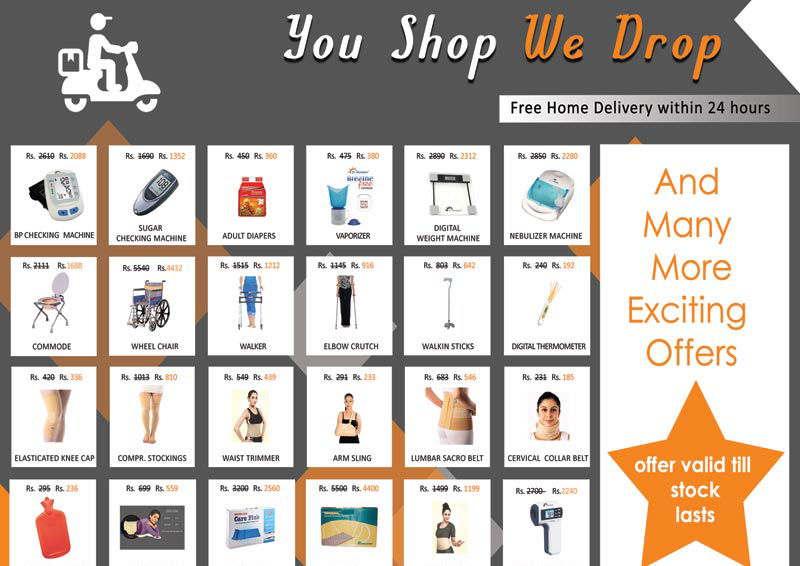 You Shop We Drop
Free Home Delivery within 24 hours
Rs. 2610 Rs. 2088
BP CHECKING MACHINE
Rs. 1690 Rs. 1352
SUGAR
CHECKING MACHINE
Rs. 450 Rs. 360
ADULT DIAPERS
Rs. 475 Rs. 380
Breathe
free
VAPORIZER
Rs. 2890 Rs. 2312
DIGITAL
WEIGHT MACHINE
Rs. 2850 Rs. 2280
NEBULIZER MACHINE
Rs. 2111 Rs.1688
COMMODE
Rs. 5540 Rs.4432
WHEEL CHAIR
Rs. 1515 Rs. 1212
WALKER
Rs. 1145 Rs. 916
ELBOW CRUTCH
Rs. 803 Rs. 642
WALKIN STICKS
Rs. 240 Rs. 192
DIGITAL THERMOMETER
Rs. 420 Rs. 336
ELASTICATED KNEE CAP
Rs. 1013 Rs. 810
COMPR. STOCKINGS
Rs. 549 Rs. 439
WAIST TRIMMER
Rs. 291 Rs. 233
ARM SLING
Rs. 683 Rs. 546
LUMBAR SACRO BELT
Rs. 231 Rs. 185
CERVICAL COLLAR BELT
Rs. 295 Rs. 236
Rs. 699 Rs. 559
Rs. 3200 Rs. 2560
Rs. 5500 Rs. 4400
Rs. 1499 Rs. 1199
Rs. 2700 Rs.2240
And
Many
More
Exciting
Offers
offer valid till
stock
lasts